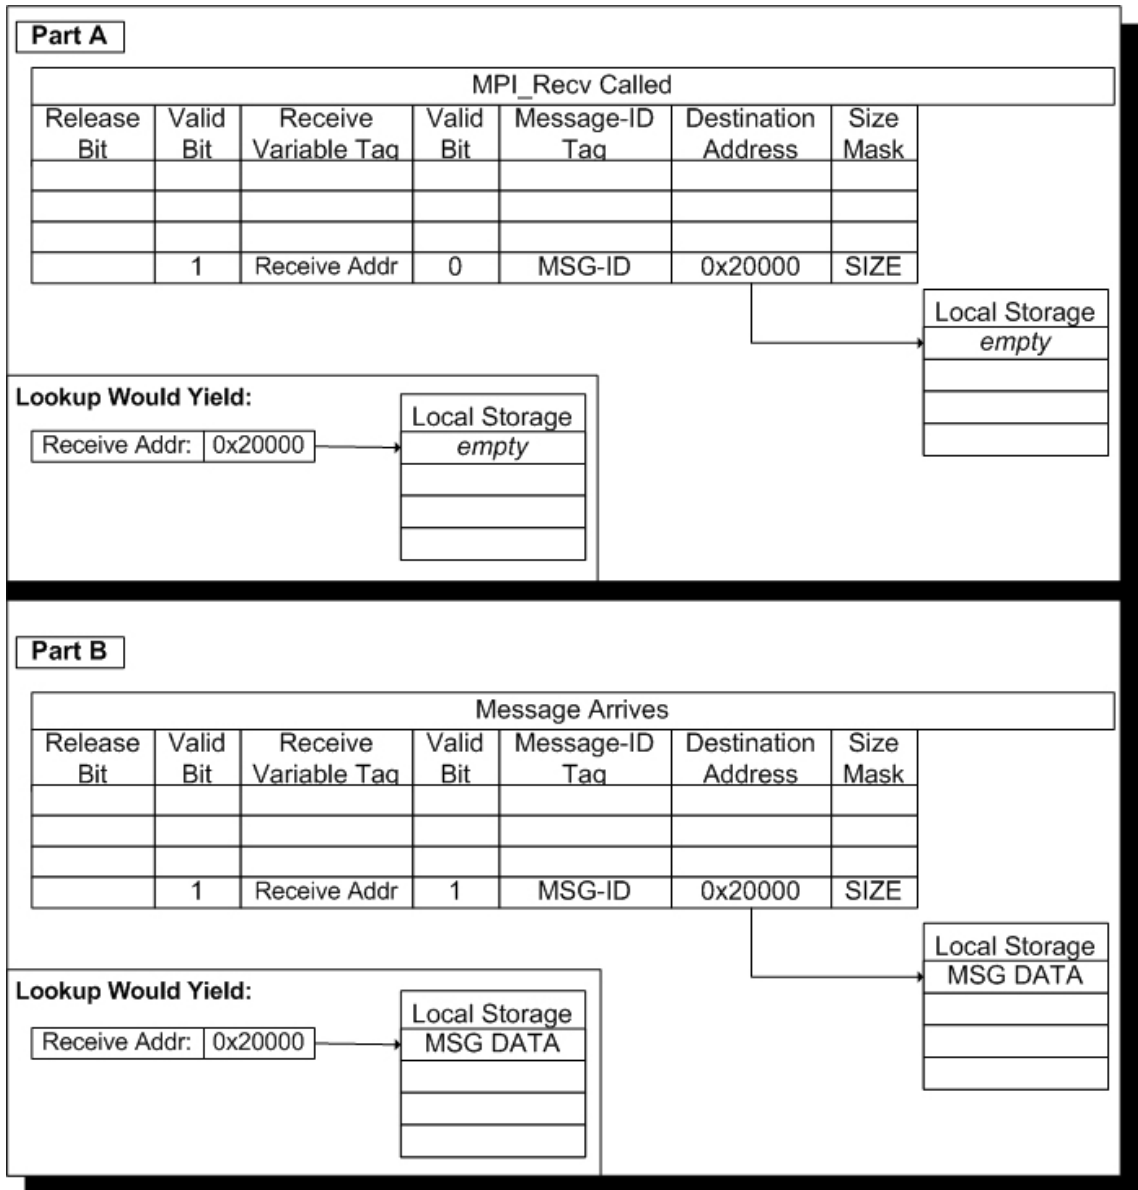 Part A
MPI_Recv Called
Release Valid Receive Valid Message-ID Destination Size
Bit Bit Variable Tag Bit Tag Address Mask
1 Receive Addr 0 MSG-ID 0x20000 SIZE
Local Storage
empty
Lookup Would Yield:
Local Storage
Receive Addr: 0x20000 empty
Part B
Message Arrives
Release Valid Receive Valid Message-ID Destination Size
Bit Bit Variable Tag Bit Tag Address Mask
1 Receive Addr 1 MSG-ID 0x20000 SIZE
Local Storage
MSG DATA
Lookup Would Yield:
Local Storage
Receive Addr: 0x20000 MSG DATA